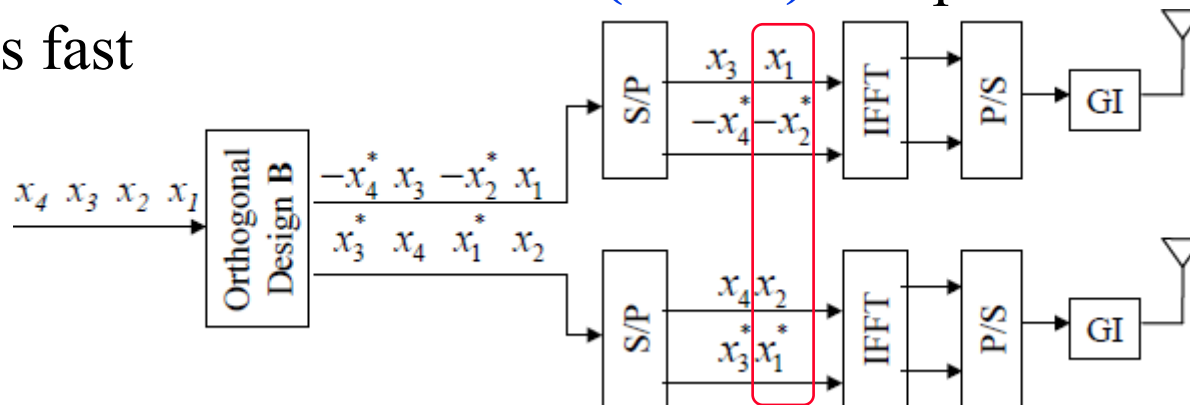 s fast
x₄ x₃ x₂ x₁
Orthogonal
Design B
−x₄* x₃ −x₂* x₁
x₃* x₄ x₁* x₂
S/P
x₃ x₁
−x₄* −x₂*
IFFT
P/S
GI
S/P
x₄ x₂
x₃* x₁*
IFFT
P/S
GI